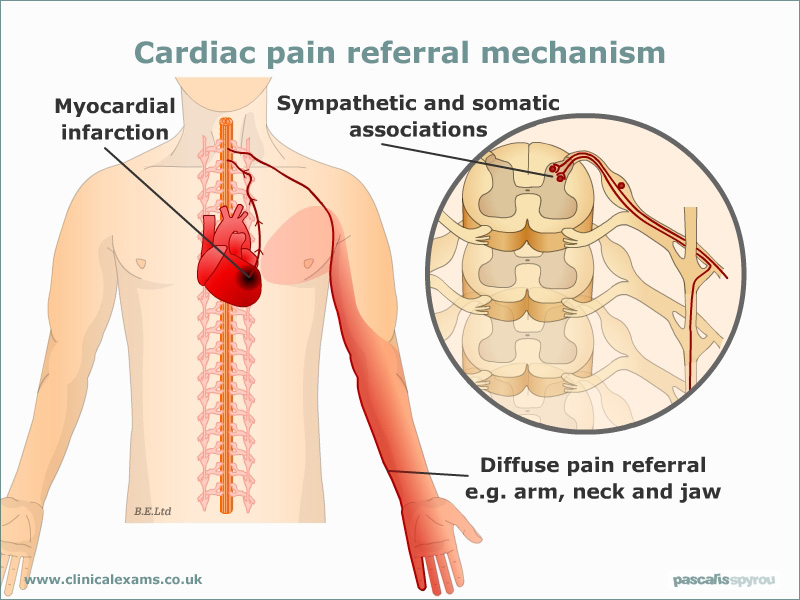 Cardiac pain referral mechanism
Myocardial
infarction
Sympathetic and somatic
associations
Diffuse pain referral
e.g. arm, neck and jaw
B.E.Ltd
www.clinicalexams.co.uk
pascalisspyrou